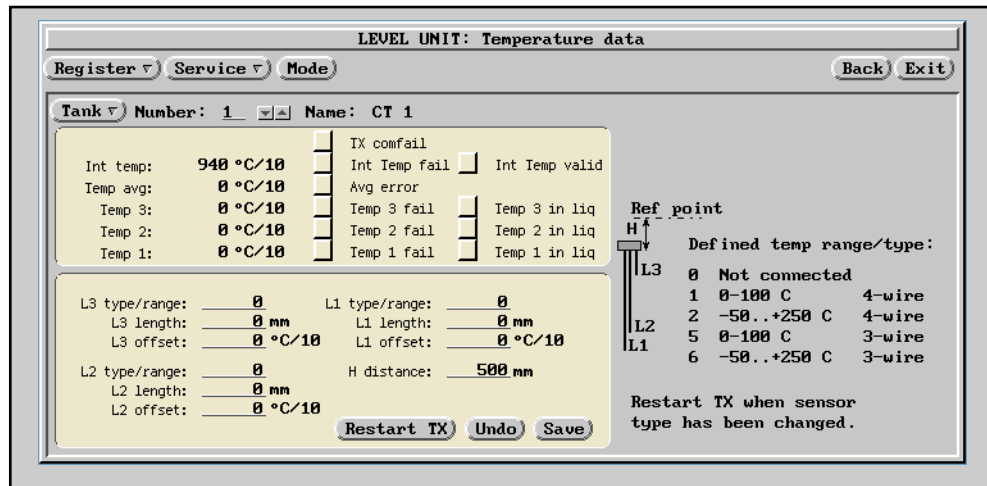 LEVEL UNIT: Temperature data
Register Service Mode Back Exit
Tank Number: 1 Name: CT 1
TX comfail
Int temp: 940 °C/10 Int Temp fail Int Temp valid
Temp avg: 0 °C/10 Avg error
Temp 3: 0 °C/10 Temp 3 fail Temp 3 in liq
Temp 2: 0 °C/10 Temp 2 fail Temp 2 in liq
Temp 1: 0 °C/10 Temp 1 fail Temp 1 in liq
L3 type/range: 0 L1 type/range: 0
L3 length: 0 mm L1 length: 0 mm
L3 offset: 0 °C/10 L1 offset: 0 °C/10
L2 type/range: 0 H distance: 500 mm
L2 length: 0 mm
L2 offset: 0 °C/10
Restart TX Undo Save
Ref point
H
L3
L2
L1
Defined temp range/type:
0 Not connected
1 0-100 C 4-wire
2 -50..+250 C 4-wire
5 0-100 C 3-wire
6 -50..+250 C 3-wire
Restart TX when sensor
type has been changed.